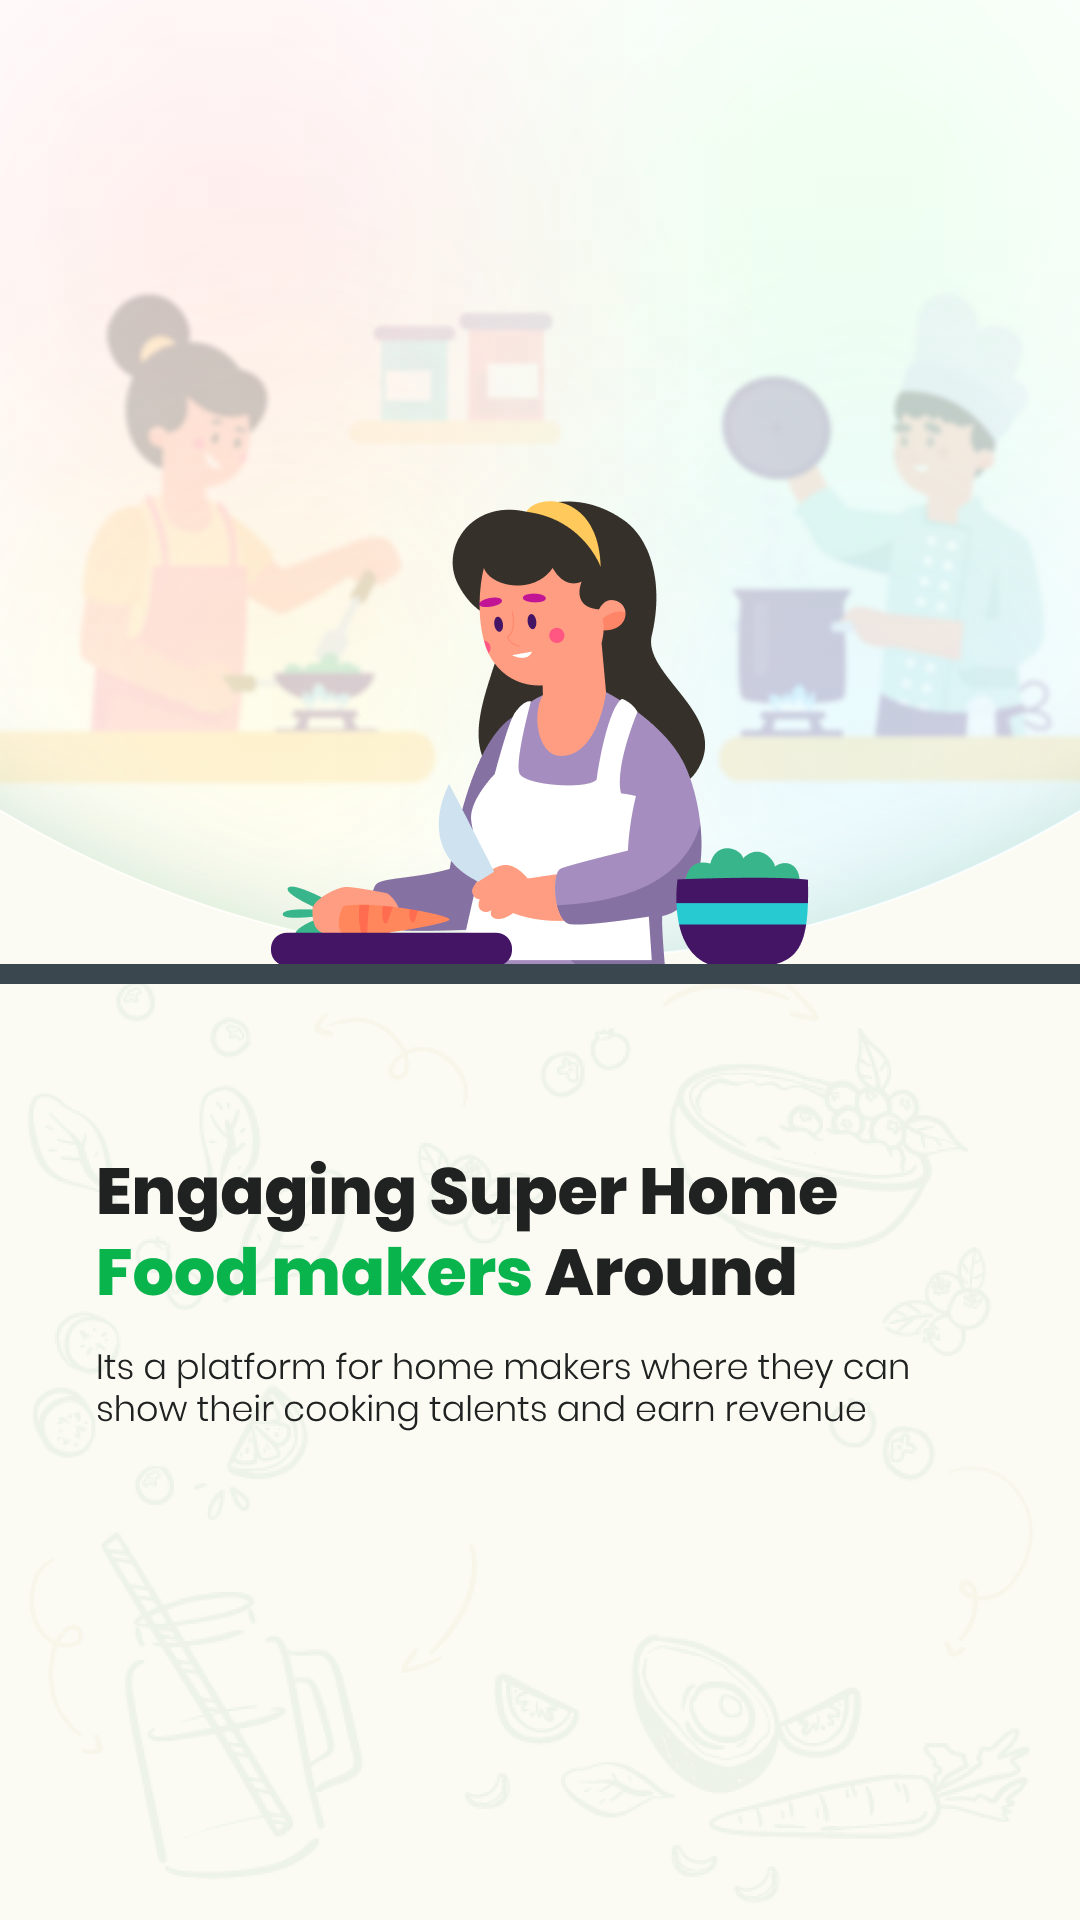 Engaging Super Home
Food makers Around
Its a platform for home makers where they can
show their cooking talents and earn revenue